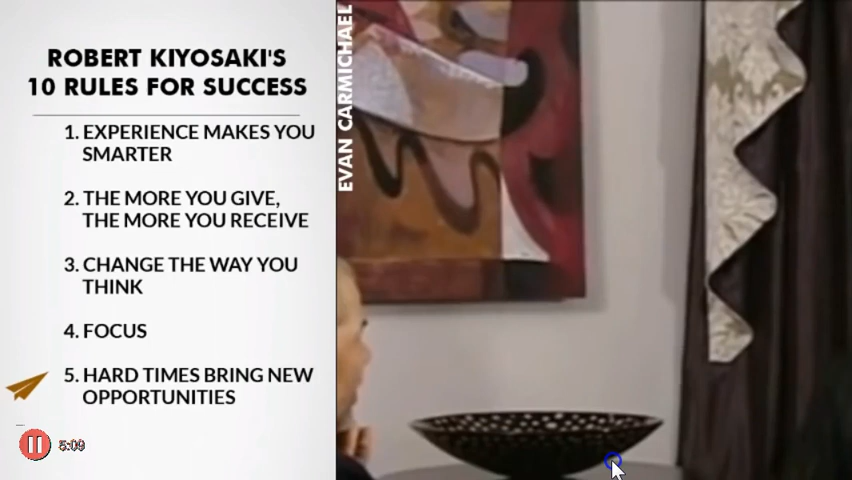 ROBERT KIYOSAKI'S
10 RULES FOR SUCCESS
1. EXPERIENCE MAKES YOU
SMARTER
2. THE MORE YOU GIVE,
THE MORE YOU RECEIVE
3. CHANGE THE WAY YOU
THINK
4. FOCUS
5. HARD TIMES BRING NEW
OPPORTUNITIES
5:09
EVAN CARMICHAEL